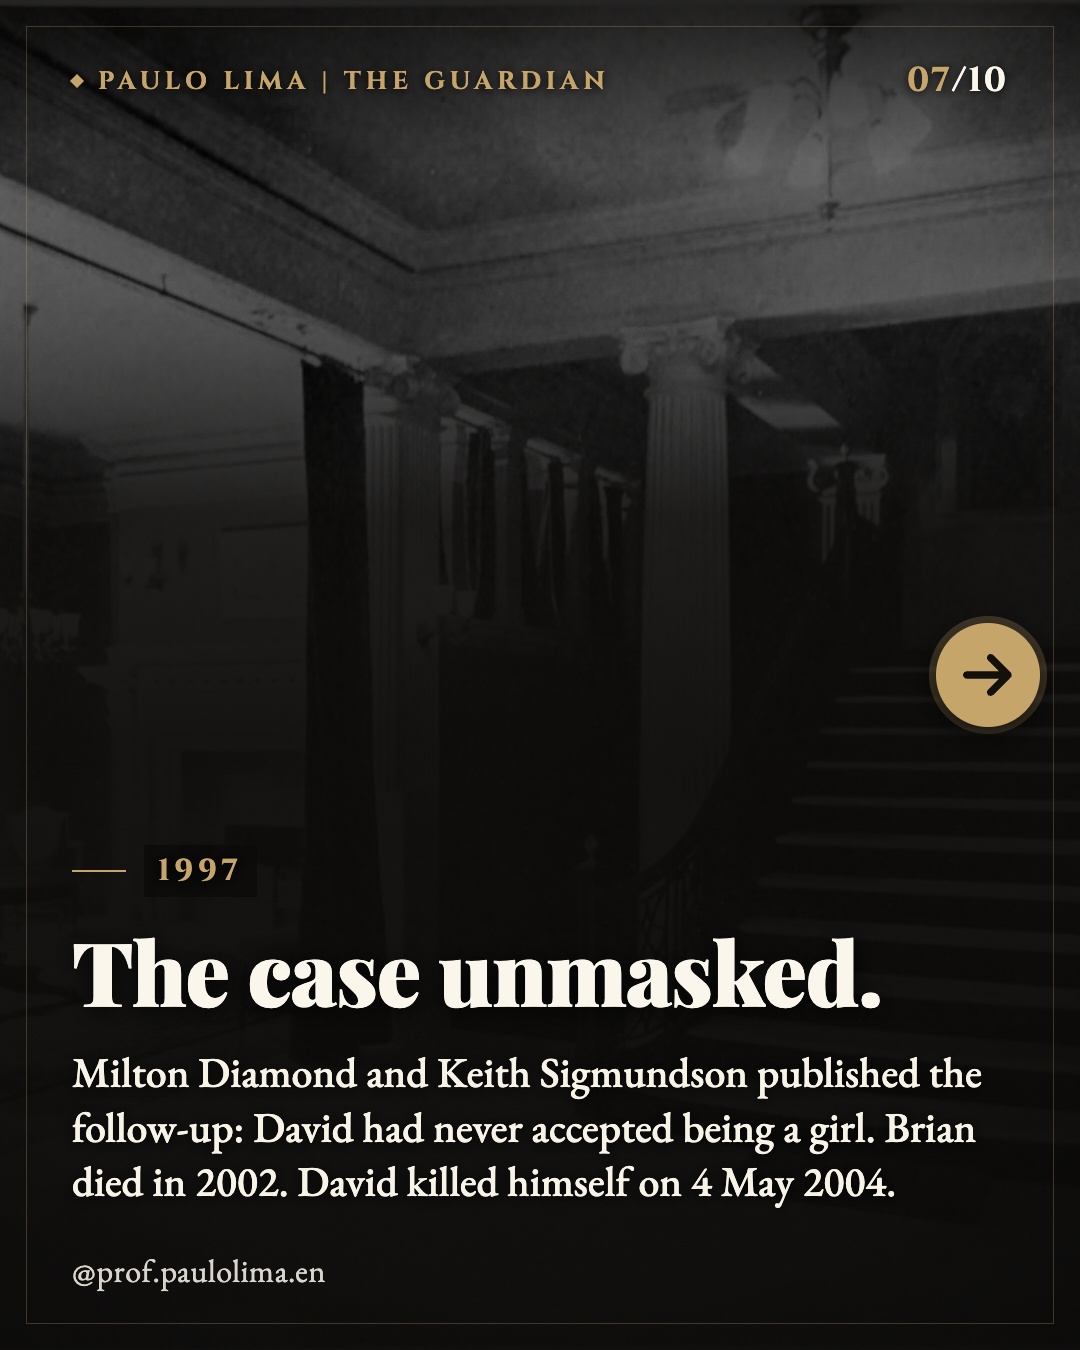 ◆ PAULO LIMA | THE GUARDIAN
07/10
1997
The case unmasked.
Milton Diamond and Keith Sigmundson published the
follow-up: David had never accepted being a girl. Brian
died in 2002. David killed himself on 4 May 2004.
@prof.paulolima.en